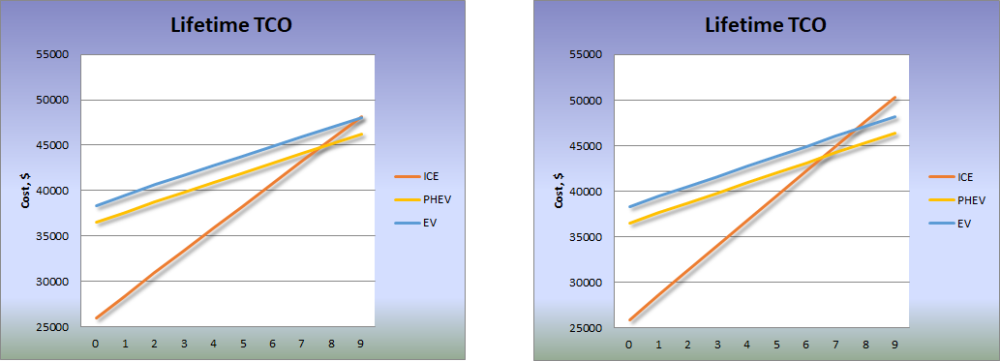 Lifetime TCO
55000
50000
45000
40000
35000
30000
25000
Cost, $
0 1 2 3 4 5 6 7 8 9
ICE
PHEV
EV
Lifetime TCO
55000
50000
45000
40000
35000
30000
25000
Cost, $
0 1 2 3 4 5 6 7 8 9
ICE
PHEV
EV